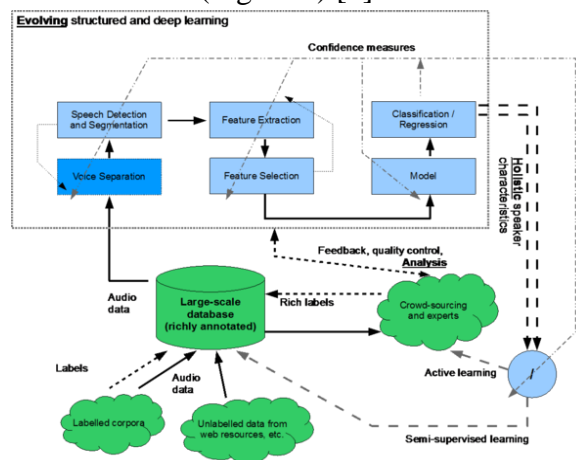 Evolving structured and deep learning
Confidence measures
Speech Detection
and Segmentation
Feature Extraction
Classification /
Regression
Voice Separation
Feature Selection
Model
Holistic speaker
characteristics
Feedback, quality control,
Analysis
Audio
data
Large-scale
database
(richly annotated)
Rich labels
Crowd-sourcing
and experts
Labels
Audio
data
Active learning
/
Labelled corpora
Unlabelled data from
web resources, etc.
Semi-supervised learning